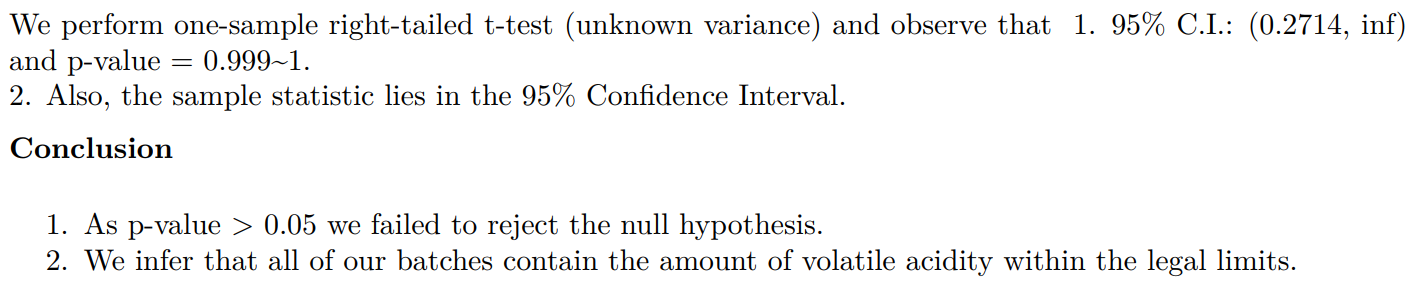 We perform one-sample right-tailed t-test (unknown variance) and observe that 1. 95% C.I.: (0.2714, inf)
and p-value = 0.999~1.
2. Also, the sample statistic lies in the 95% Confidence Interval.
Conclusion
1. As p-value > 0.05 we failed to reject the null hypothesis.
2. We infer that all of our batches contain the amount of volatile acidity within the legal limits.